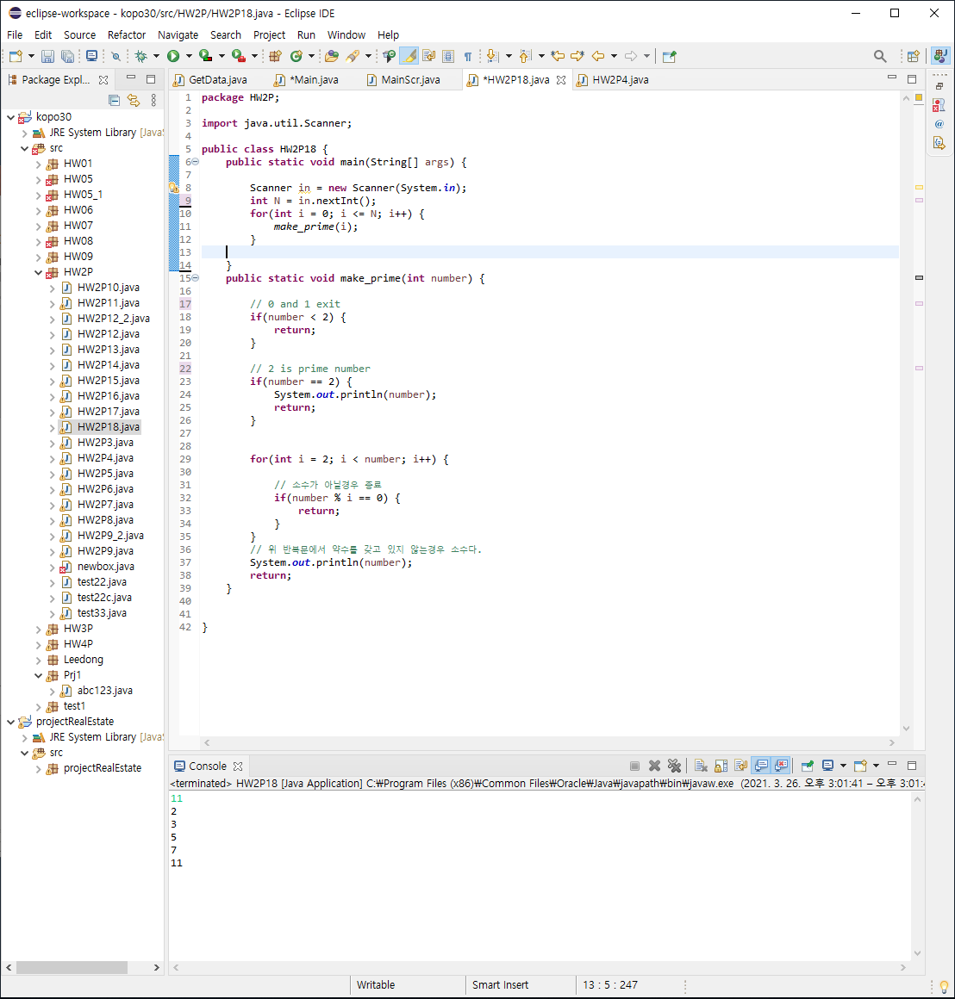 eclipse-workspace - kopo30/src/HW2P/HW2P18.java - Eclipse IDE
File Edit Source Refactor Navigate Search Project Run Window Help
Package Expl...
GetData.java *Main.java MainScr.java *HW2P18.java HW2P4.java
kopo30
JRE System Library [JavaS
src
HW01
HW05
HW05_1
HW06
HW07
HW08
HW09
HW2P
HW2P10.java
HW2P11.java
HW2P12_2.java
HW2P12.java
HW2P13.java
HW2P14.java
HW2P15.java
HW2P16.java
HW2P17.java
HW2P18.java
HW2P3.java
HW2P4.java
HW2P5.java
HW2P6.java
HW2P7.java
HW2P8.java
HW2P9_2.java
HW2P9.java
newbox.java
test22.java
test22c.java
test33.java
HW3P
HW4P
Leedong
Prj1
abc123.java
test1
projectRealEstate
JRE System Library [JavaS
src
projectRealEstate
1 package HW2P;
2
3 import java.util.Scanner;
4
5 public class HW2P18 {
6 public static void main(String[] args) {
7
8 Scanner in = new Scanner(System.in);
9 int N = in.nextInt();
10 for(int i = 0; i <= N; i++) {
11 make_prime(i);
12 }
13
14 }
15 public static void make_prime(int number) {
16
17 // 0 and 1 exit
18 if(number < 2) {
19 return;
20 }
21
22 // 2 is prime number
23 if(number == 2) {
24 System.out.println(number);
25 return;
26 }
27
28
29 for(int i = 2; i < number; i++) {
30
31 // 소수가 아닐경우 종료
32 if(number % i == 0) {
33 return;
34 }
35 }
36 // 위 반복문에서 약수를 갖고 있지 않는경우 소수다.
37 System.out.println(number);
38 return;
39 }
40
41
42 }
Console
<terminated> HW2P18 [Java Application] C:₩Program Files (x86)₩Common Files₩Oracle₩Java₩javapath₩bin₩javaw.exe (2021. 3. 26. 오후 3:01:41 – 오후 3:01:4
11
2
3
5
7
11
Writable Smart Insert 13 : 5 : 247